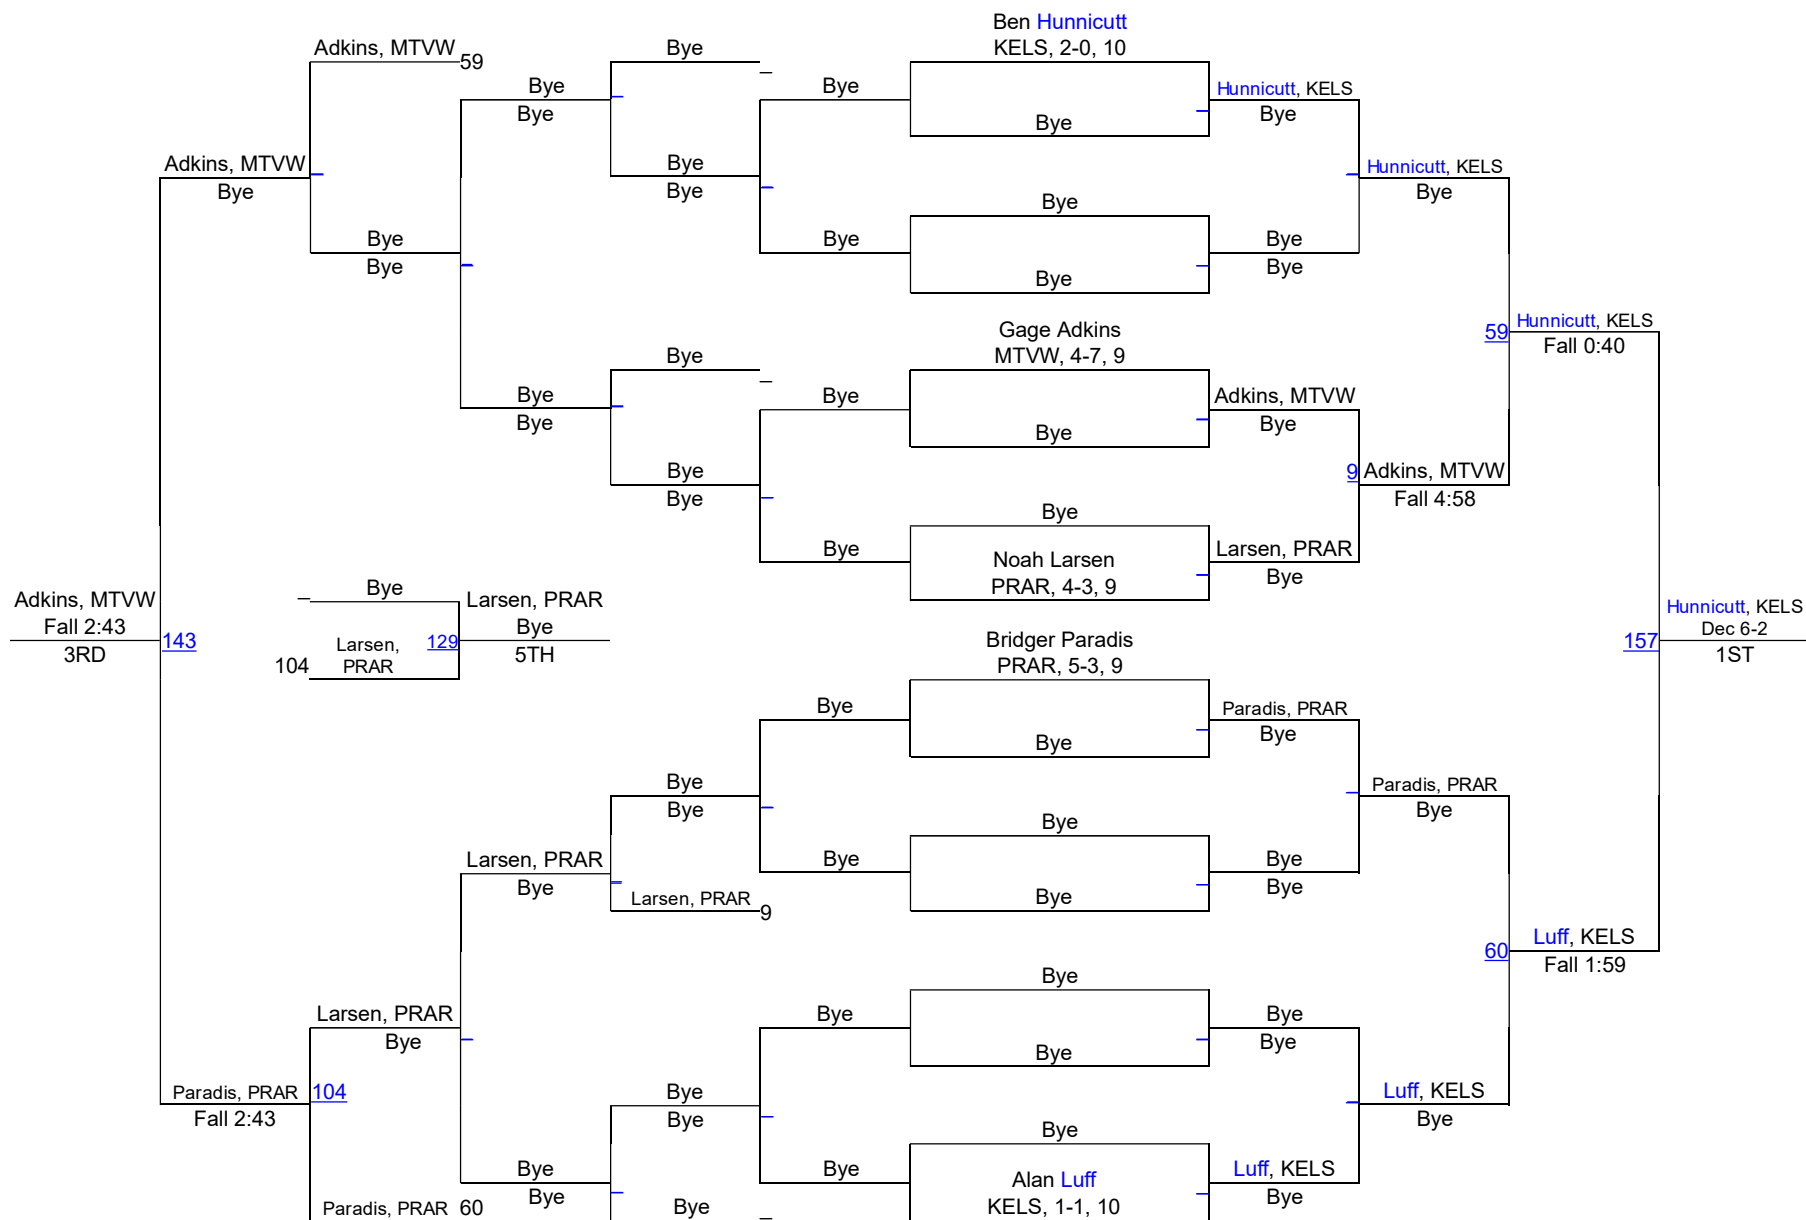 Ben Hunnicutt
Adkins, MTVW
59
Bye
KELS, 2-0, 10
Bye
Bye
Hunnicutt, KELS
Bye
Bye
Bye
Adkins, MTVW
Bye
Hunnicutt, KELS
Bye
Bye
Bye
Bye
Bye
Bye
Bye
Bye
Bye
Bye
Bye
Gage Adkins
Hunnicutt, KELS
59
Fall 0:40
Bye
MTVW, 4-7, 9
Bye
Bye
Adkins, MTVW
Bye
Bye
Bye
Bye
9
Adkins, MTVW
Bye
Fall 4:58
Bye
Bye
Noah Larsen
Larsen, PRAR
PRAR, 4-3, 9
Bye
Bye
Adkins, MTVW
Larsen, PRAR
Hunnicutt, KELS
Fall 2:43
Bye
Dec 6-2
143
Larsen,
129
Bridger Paradis
157
3RD
5TH
1ST
104
PRAR
PRAR, 5-3, 9
Bye
Paradis, PRAR
Bye
Bye
Bye
Paradis, PRAR
Bye
Bye
Bye
Larsen, PRAR
Bye
Bye
Bye
Bye
Larsen, PRAR
9
Bye
Luff, KELS
60
Fall 1:59
Bye
Larsen, PRAR
Bye
Bye
Bye
Bye
Bye
Paradis, PRAR
104
Bye
Luff, KELS
Fall 2:43
Bye
Bye
Bye
Bye
Bye
Luff, KELS
Alan Luff
Bye
Bye
Paradis, PRAR
60
Bye
KELS, 1-1, 10